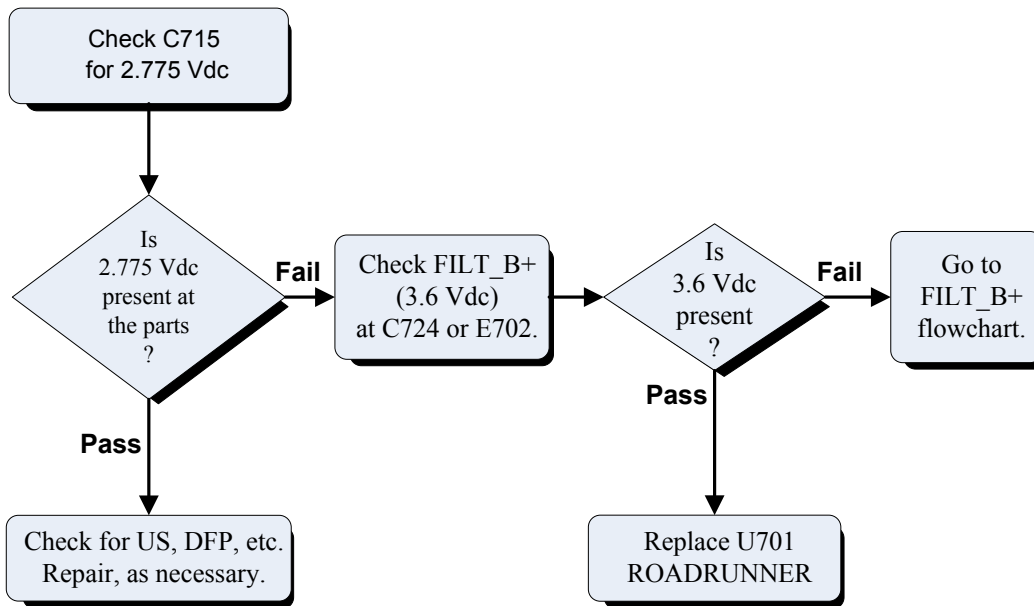 Check C715
for 2.775 Vdc
Is
2.775 Vdc
present at
the parts
?
Fail
Check FILT_B+
(3.6 Vdc)
at C724 or E702.
Is
3.6 Vdc
present
?
Fail
Go to
FILT_B+
flowchart.
Pass
Pass
Check for US, DFP, etc.
Repair, as necessary.
Replace U701
ROADRUNNER